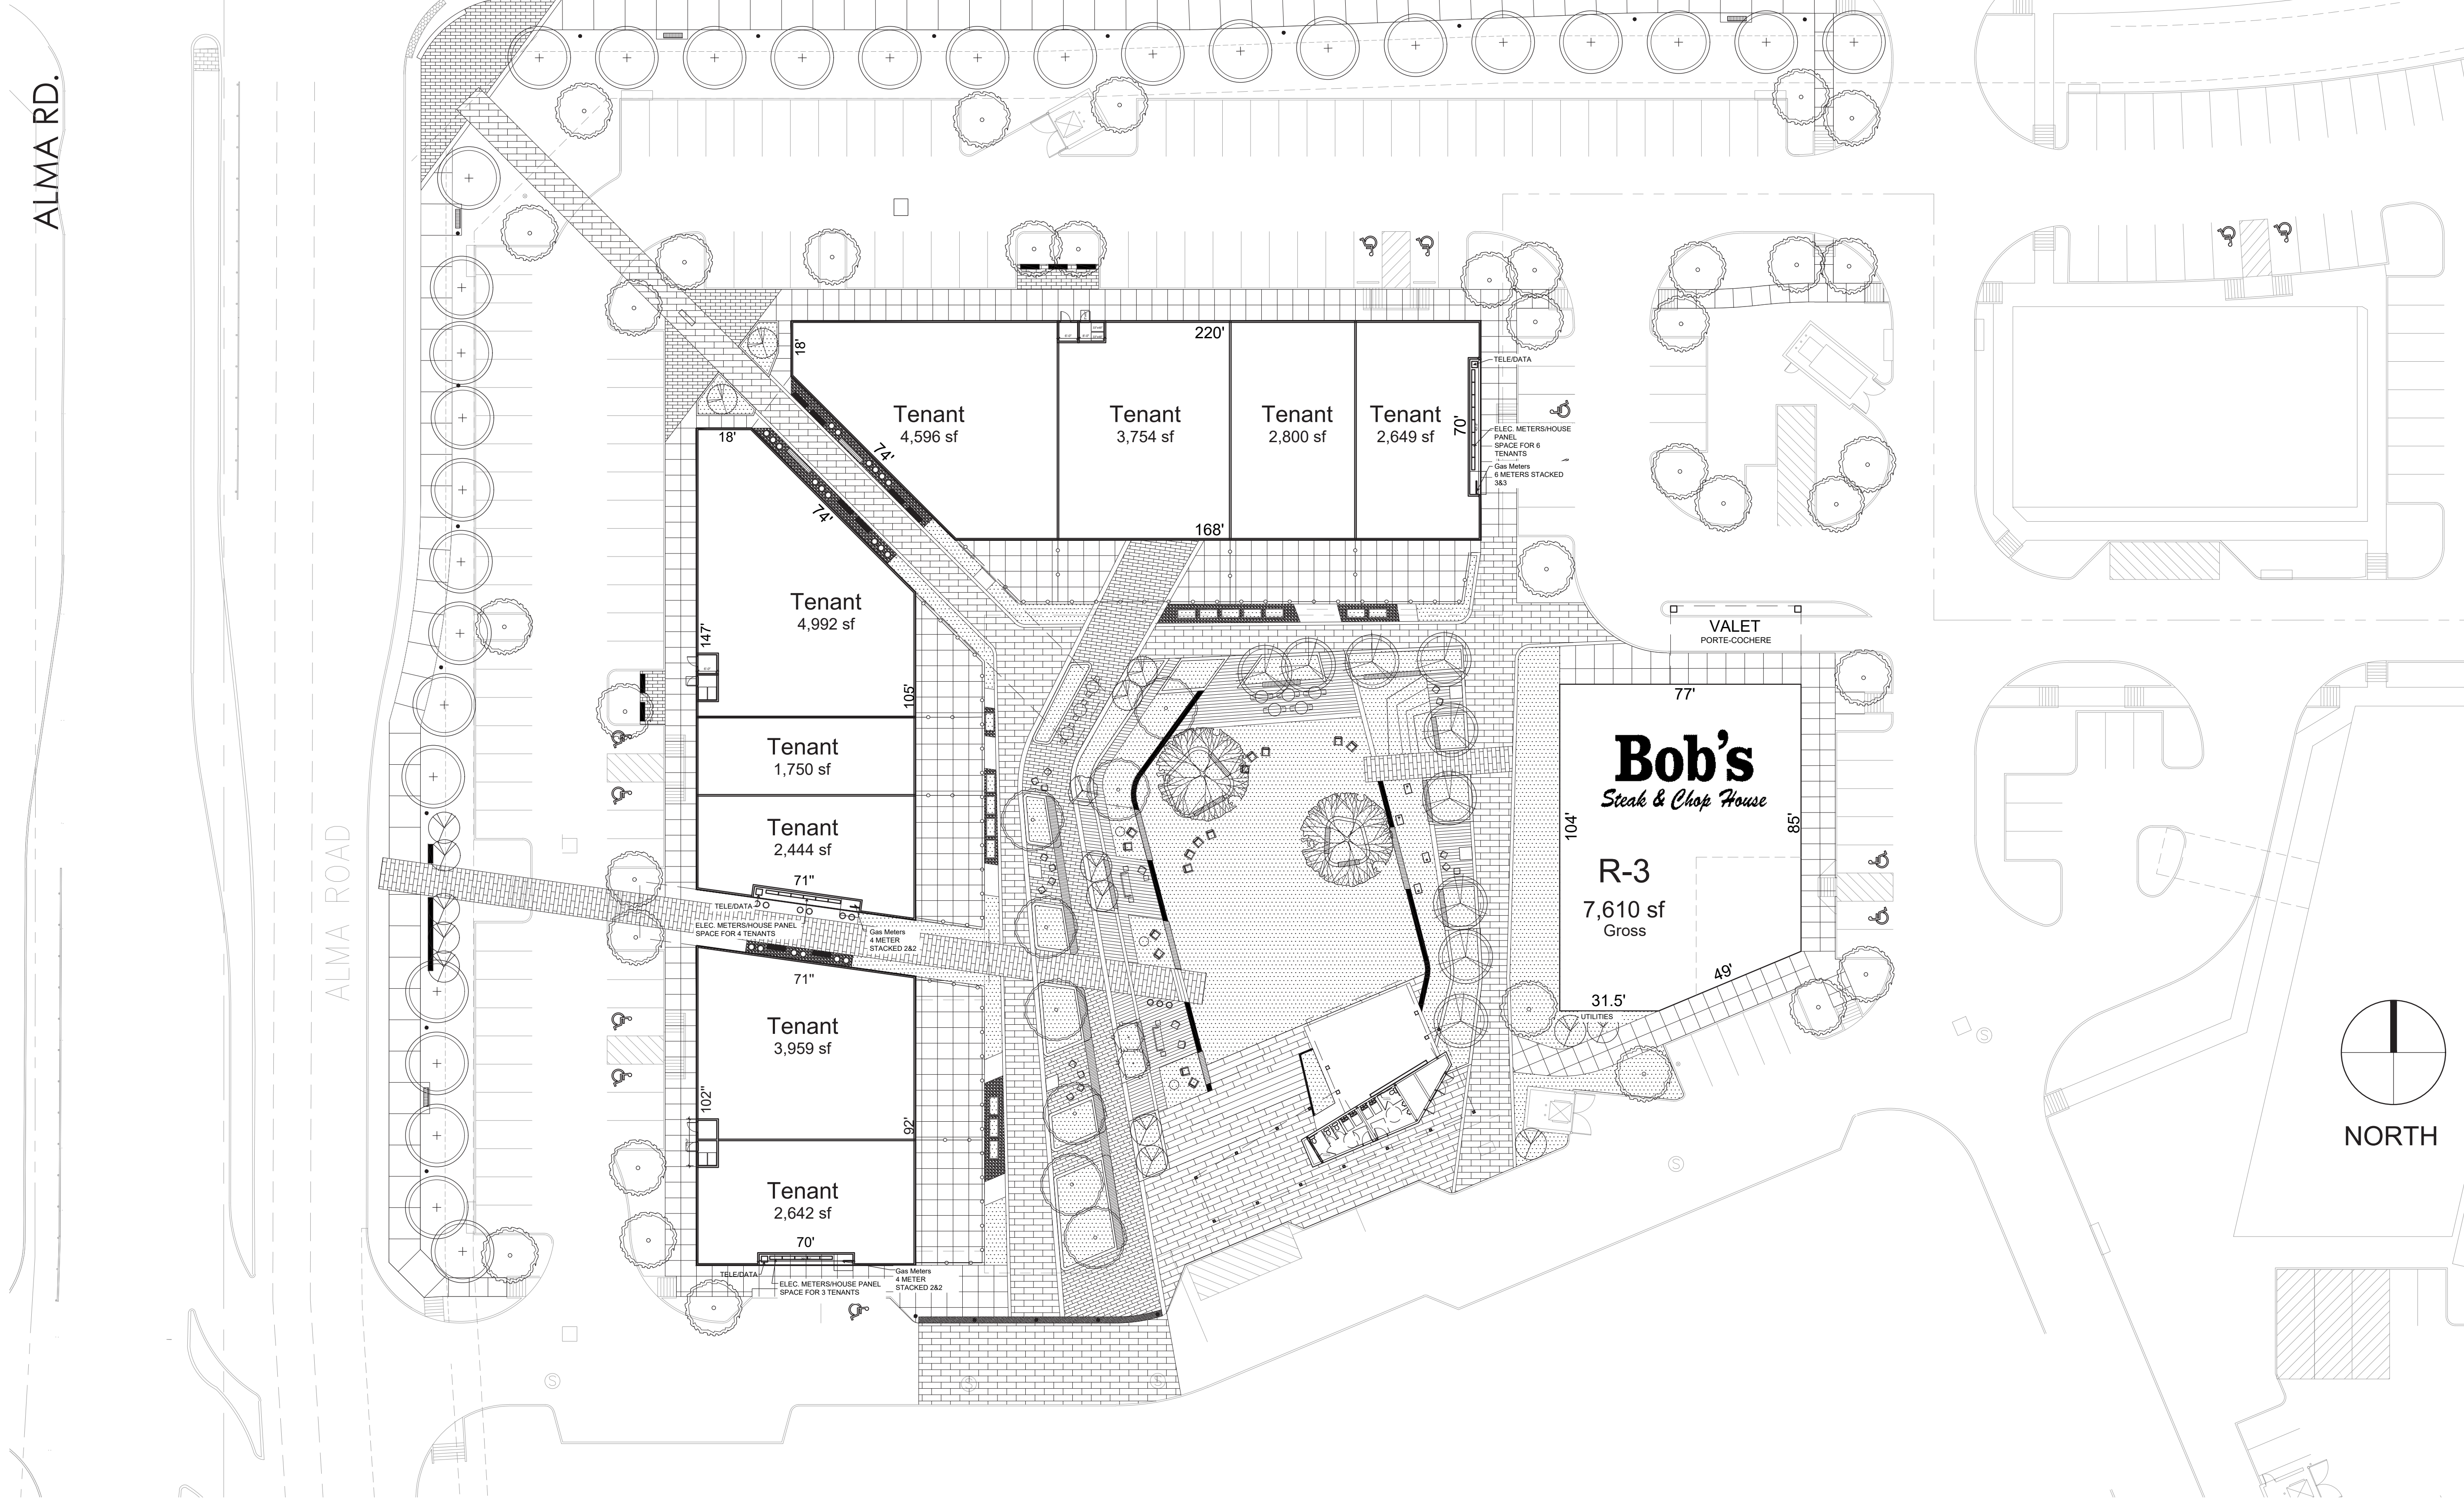 ALMA RD.
ALMA ROAD
220'
18'
Tenant
4,596 sf
74'
Tenant
3,754 sf
Tenant
2,800 sf
Tenant
2,649 sf
70'
168'
TELE/DATA
ELEC. METERS/HOUSE
PANEL
SPACE FOR 6
TENANTS
Gas Meters
6 METERS STACKED
3&3
18'
74'
Tenant
4,992 sf
147'
105'
Tenant
1,750 sf
Tenant
2,444 sf
71"
TELE/DATA
ELEC. METERS/HOUSE PANEL
SPACE FOR 4 TENANTS
Gas Meters
4 METER
STACKED 2&2
71"
Tenant
3,959 sf
102"
92'
Tenant
2,642 sf
70'
TELE/DATA
ELEC. METERS/HOUSE PANEL
SPACE FOR 3 TENANTS
Gas Meters
4 METER
STACKED 2&2
VALET
PORTE-COCHERE
77'
Bob's
Steak & Chop House
104'
85'
R-3
7,610 sf
Gross
49'
31.5'
UTILITIES
NORTH
S
S
S
S
S